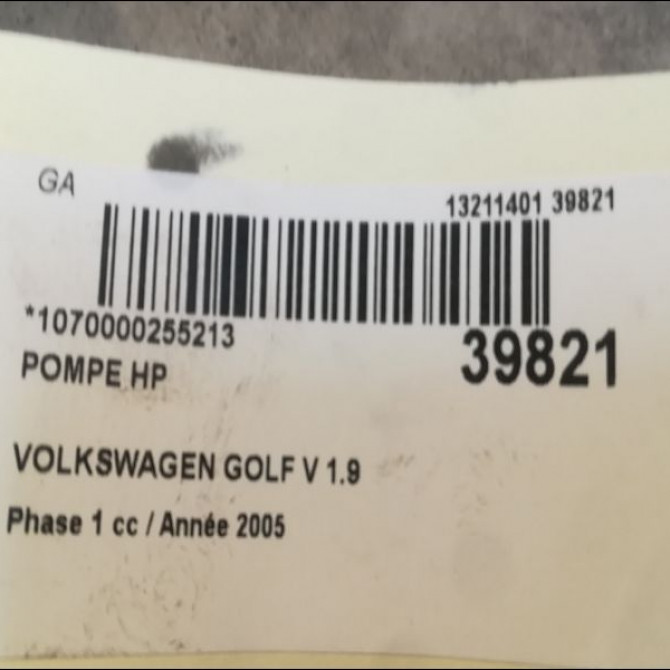 GA
13211401 39821
*1070000255213
39821
POMPE HP
VOLKSWAGEN GOLF V 1.9
Phase 1 cc / Année 2005